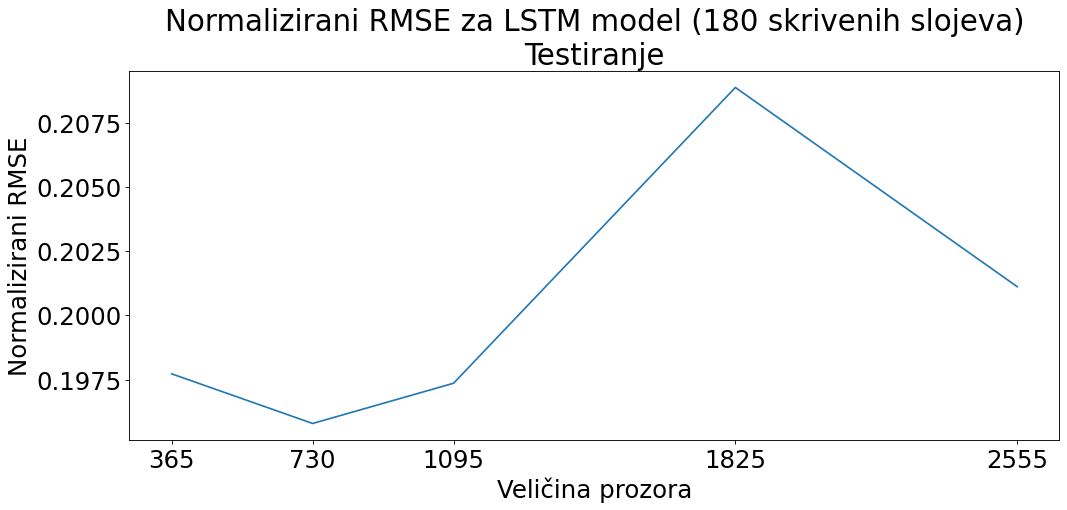 Normalizirani RMSE za LSTM model (180 skrivenih slojeva)
Testiranje
Normalizirani RMSE
0.2075
0.2050
0.2025
0.2000
0.1975
365 730 1095 1825 2555
Veličina prozora